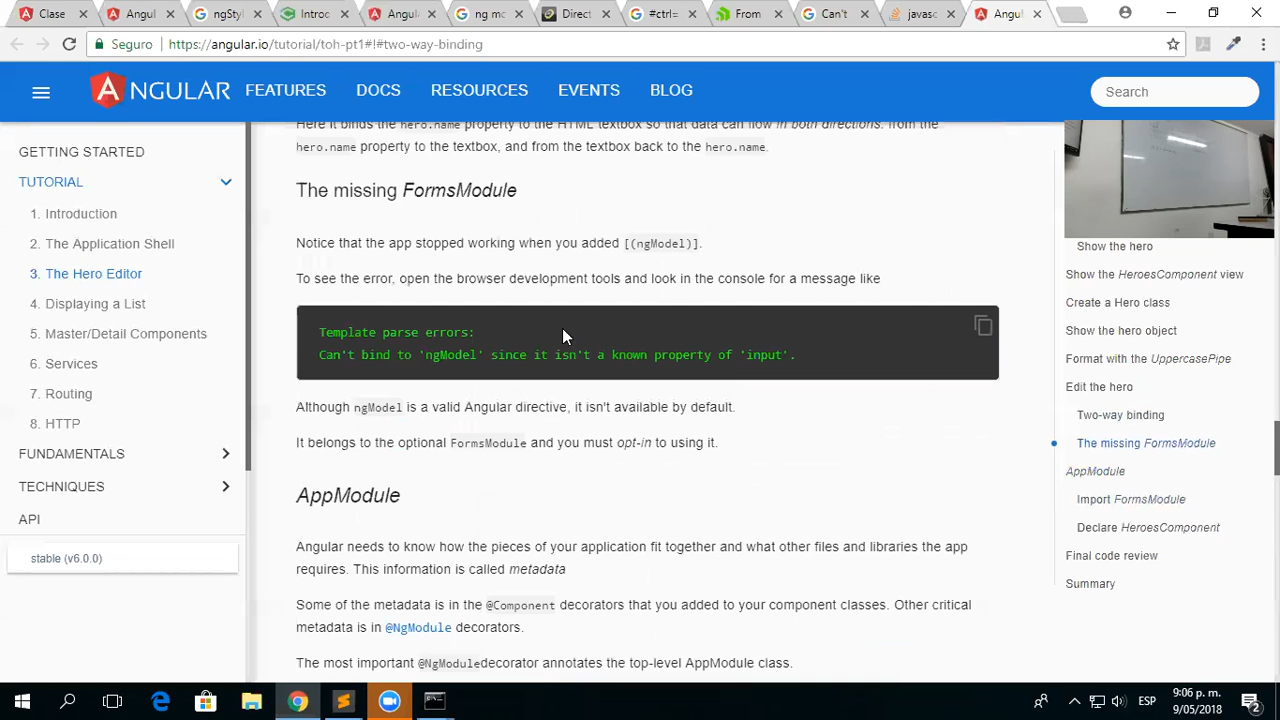 Clase
Angul
ngStyl
Introc
Angula
ng mo
Direct
#ctrl=
From
Can't
javasc
Angul
Seguro
https://angular.io/tutorial/toh-pt1#!#two-way-binding
ANGULAR
FEATURES
DOCS
RESOURCES
EVENTS
BLOG
Search
GETTING STARTED
TUTORIAL
1. Introduction
2. The Application Shell
3. The Hero Editor
4. Displaying a List
5. Master/Detail Components
6. Services
7. Routing
8. HTTP
FUNDAMENTALS
TECHNIQUES
API
stable (v6.0.0)
Here it binds the hero.name property to the HTML textbox so that data can flow in both directions: from the
hero.name property to the textbox, and from the textbox back to the hero.name.
The missing FormsModule
Notice that the app stopped working when you added [(ngModel)].
To see the error, open the browser development tools and look in the console for a message like
Template parse errors:
Can't bind to 'ngModel' since it isn't a known property of 'input'.
Although ngModel is a valid Angular directive, it isn't available by default.
It belongs to the optional FormsModule and you must opt-in to using it.
AppModule
Angular needs to know how the pieces of your application fit together and what other files and libraries the app
requires. This information is called metadata
Some of the metadata is in the @Component decorators that you added to your component classes. Other critical
metadata is in @NgModule decorators.
The most important @NgModuledecorator annotates the top-level AppModule class.
Show the hero
Show the HeroesComponent view
Create a Hero class
Show the hero object
Format with the UppercasePipe
Edit the hero
Two-way binding
The missing FormsModule
AppModule
Import FormsModule
Declare HeroesComponent
Final code review
Summary
ESP
9:06 p. m.
9/05/2018
2